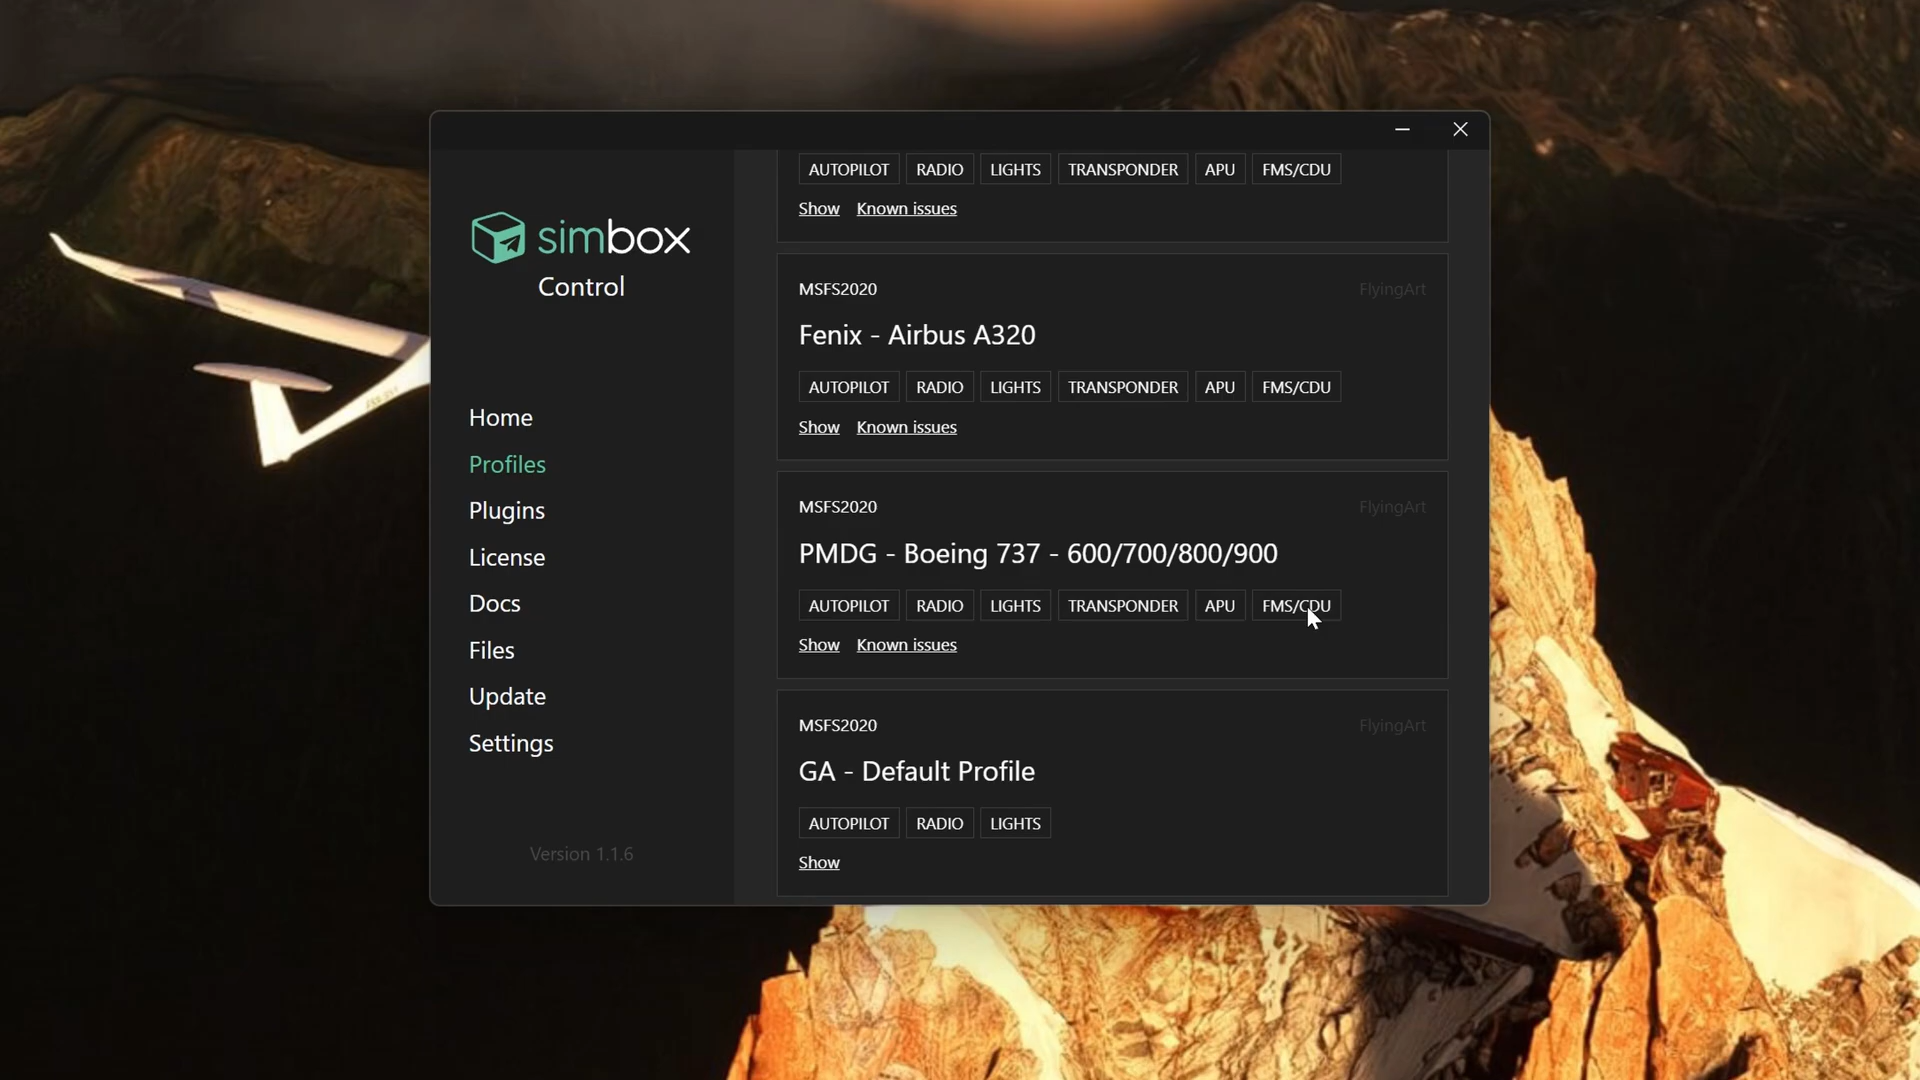 simbox
Control
Home
Profiles
Plugins
License
Docs
Files
Update
Settings
Version 1.1.6
AUTOPILOT RADIO LIGHTS TRANSPONDER APU FMS/CDU
Show Known issues
MSFS2020 FlyingArt
Fenix - Airbus A320
AUTOPILOT RADIO LIGHTS TRANSPONDER APU FMS/CDU
Show Known issues
MSFS2020 FlyingArt
PMDG - Boeing 737 - 600/700/800/900
AUTOPILOT RADIO LIGHTS TRANSPONDER APU FMS/CDU
Show Known issues
MSFS2020 FlyingArt
GA - Default Profile
AUTOPILOT RADIO LIGHTS
Show